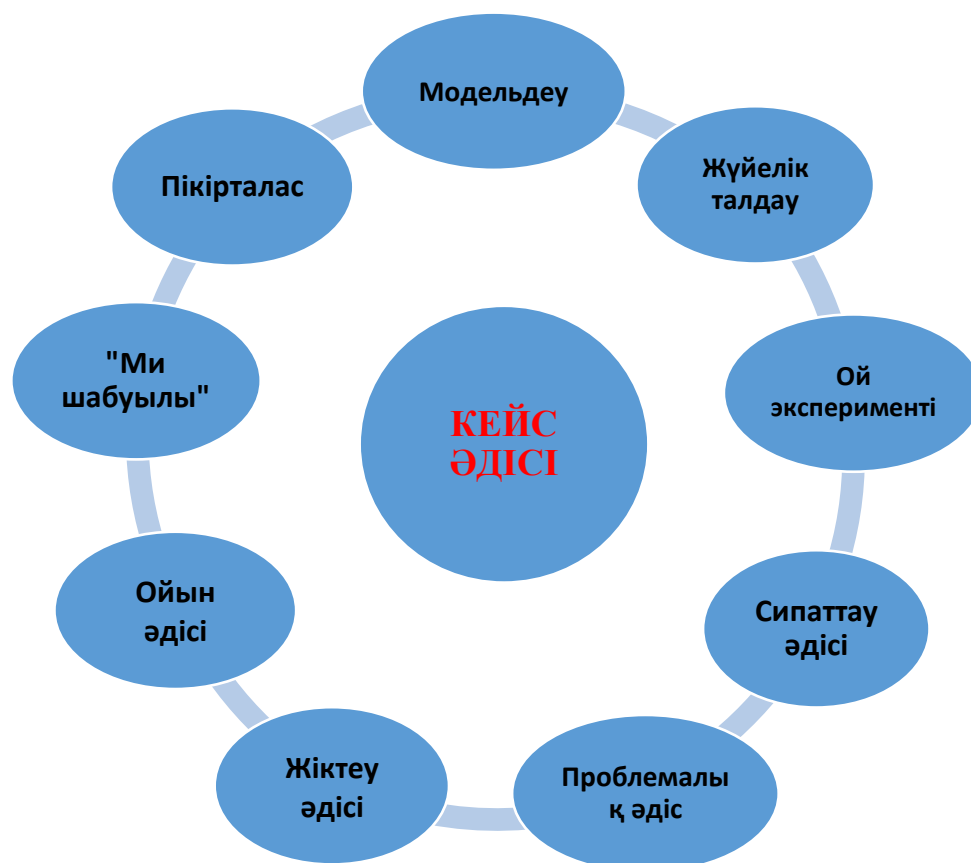 Модельдеу
Жүйелік
талдау
Ой
эксперименті
Сипаттау
әдісі
Проблемалы
қ әдіс
Жіктеу
әдісі
Ойын
әдісі
"Ми
шабуылы"
Пікірталас
КЕЙС
ӘДІСІ